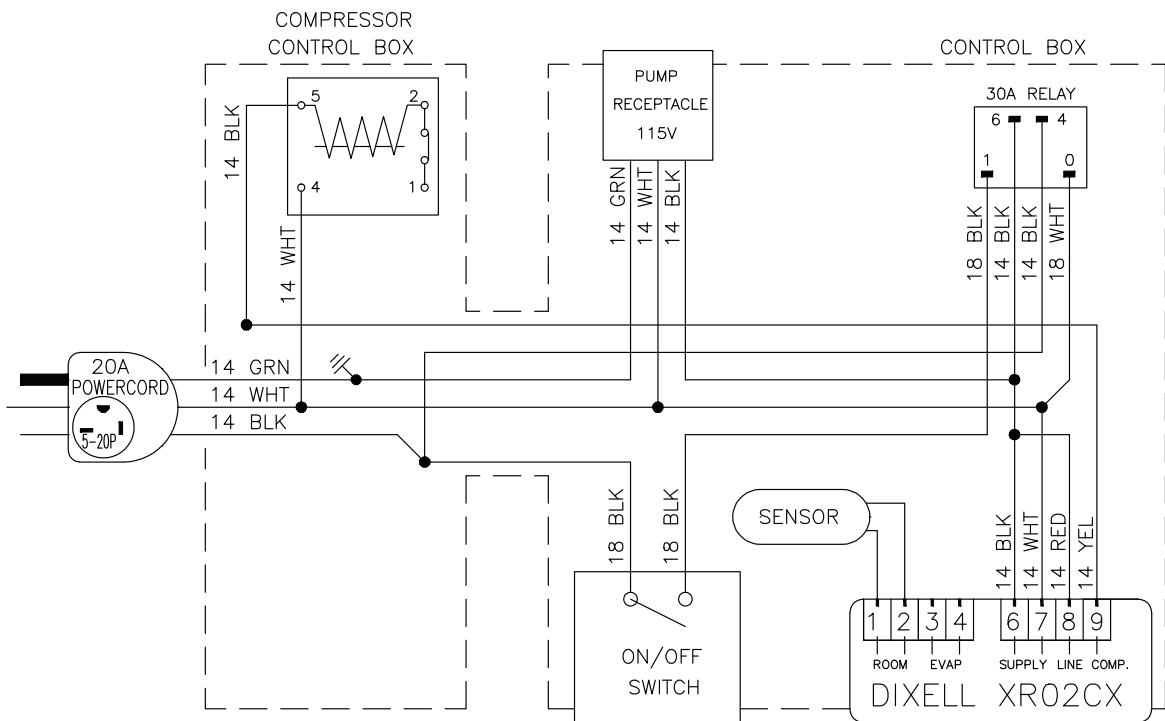 COMPRESSOR
CONTROL BOX
CONTROL BOX
PUMP
RECEPTACLE
115V
30A RELAY
6 4
1 0
5 2
4 1
14 BLK
14 WHT
14 GRN
14 WHT
14 BLK
18 BLK
14 BLK
14 BLK
18 WHT
20A
POWERCORD
5-20P
14 GRN
14 WHT
14 BLK
18 BLK
18 BLK
SENSOR
14 BLK
14 WHT
14 RED
14 YEL
ON/OFF
SWITCH
1 2 3 4 6 7 8 9
ROOM EVAP SUPPLY LINE COMP.
DIXELL XR02CX